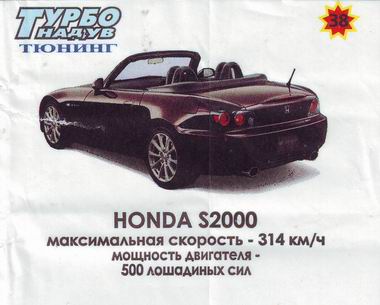 ТУРБО
НАДУВ
ТЮНИНГ
38
HONDA S2000
максимальная скорость - 314 км/ч
мощность двигателя -
500 лошадиных сил